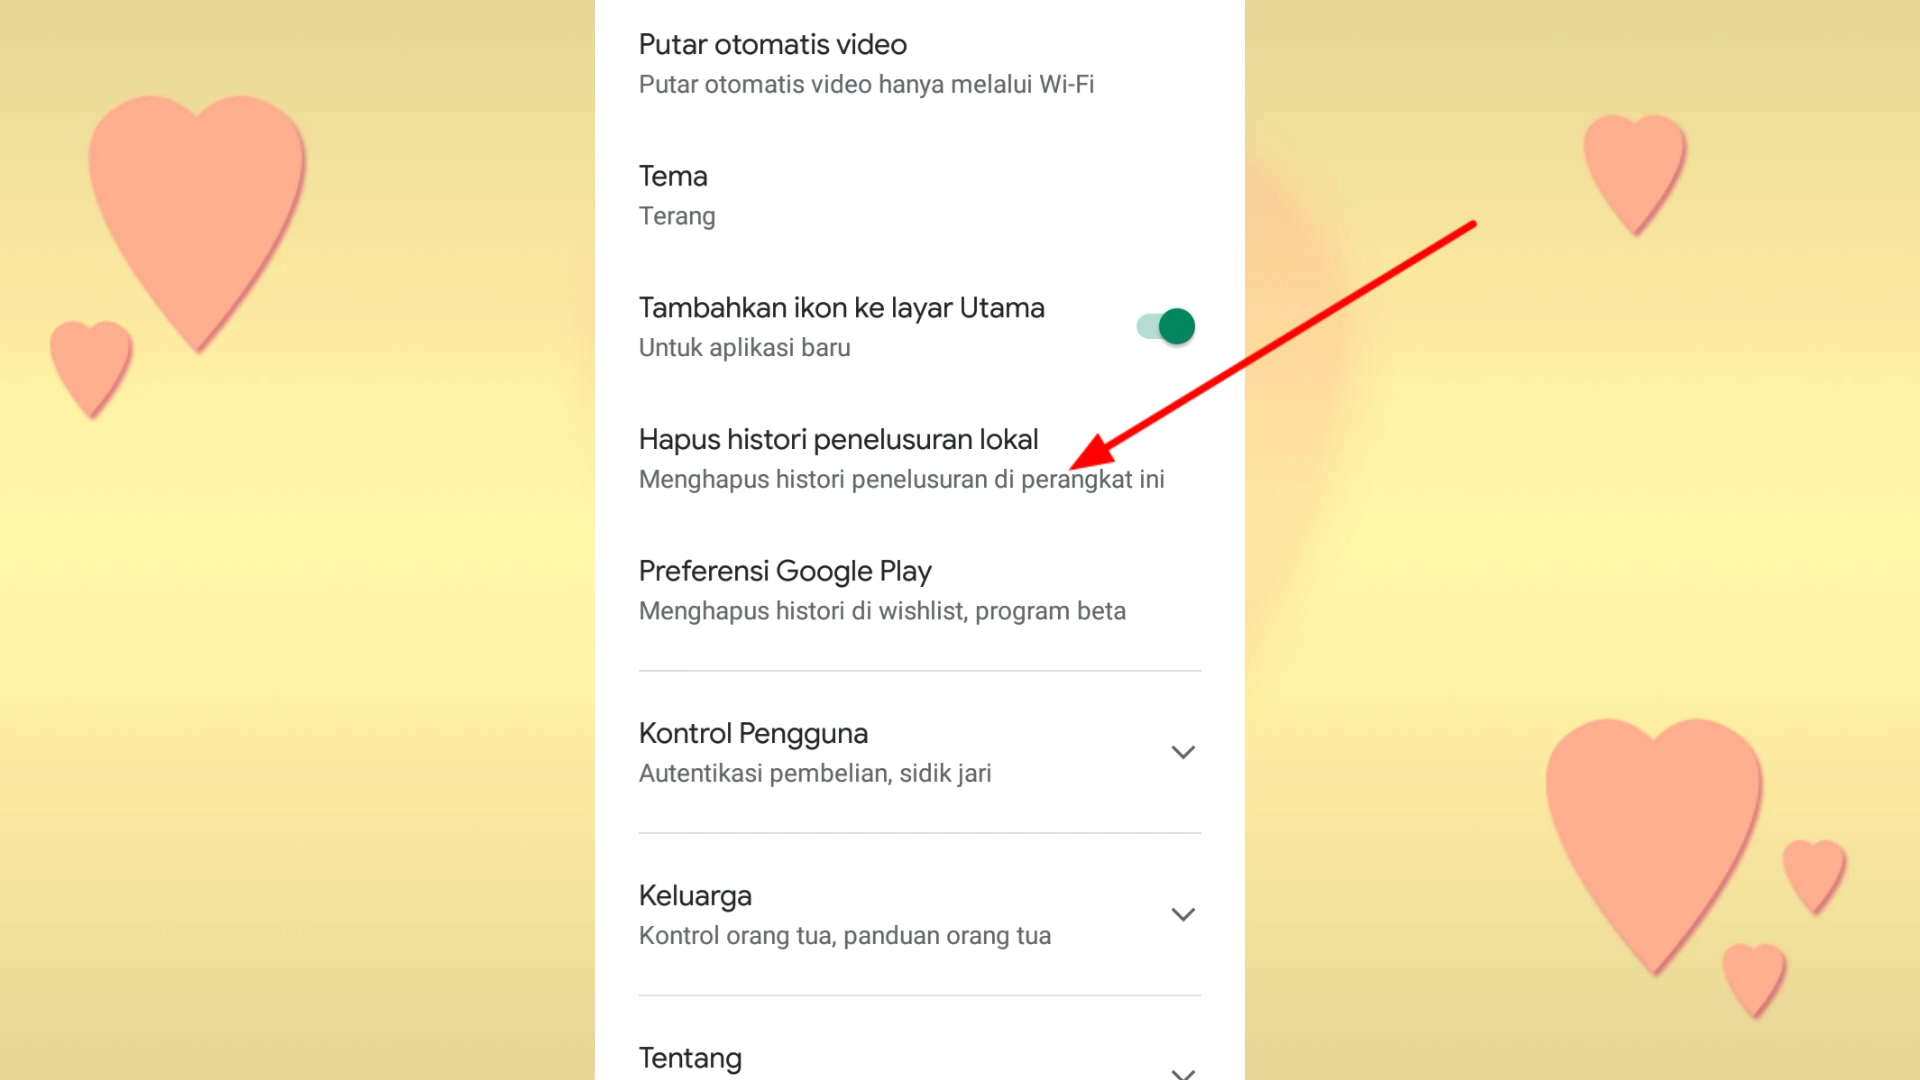 Putar otomatis video
Putar otomatis video hanya melalui Wi-Fi
Tema
Terang
Tambahkan ikon ke layar Utama
Untuk aplikasi baru
Hapus histori penelusuran lokal
Menghapus histori penelusuran di perangkat ini
Preferensi Google Play
Menghapus histori di wishlist, program beta
Kontrol Pengguna
Autentikasi pembelian, sidik jari
Keluarga
Kontrol orang tua, panduan orang tua
Tentang